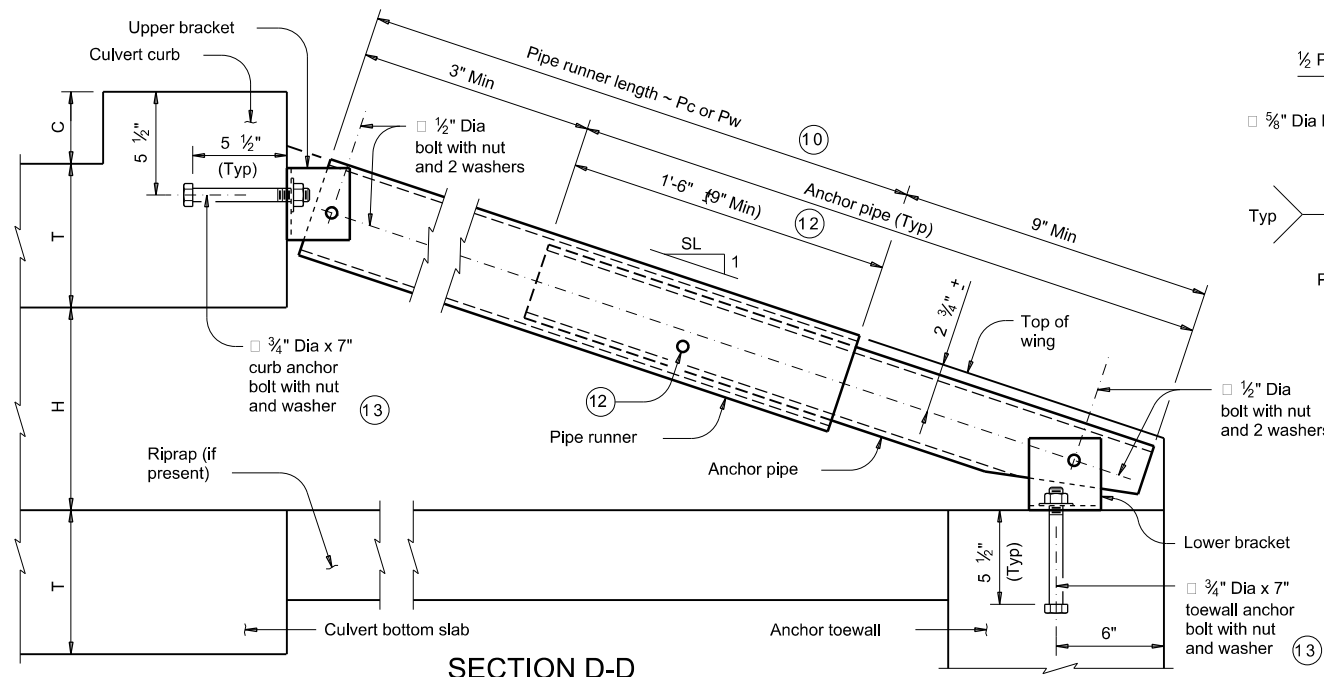 Upper bracket
Culvert curb
C
5 ½"
5 ½"
(Typ)
T
H
T
3" Min
Pipe runner length ~ Pc or Pw
10
□ ½" Dia
bolt with nut
and 2 washers
1'-6" ± (9" Min)
12
Anchor pipe (Typ)
9" Min
SL
1
2 ¾" ±
Top of
wing
□ ¾" Dia x 7"
curb anchor
bolt with nut
and washer
13
12
Pipe runner
Anchor pipe
□ ½" Dia
bolt with nut
and 2 washers
Riprap (if
present)
5 ½"
(Typ)
Lower bracket
□ ¾" Dia x 7"
toewall anchor
bolt with nut
and washer
13
6"
Culvert bottom slab
Anchor toewall
SECTION D-D
½
□ ⅝" Dia
Typ